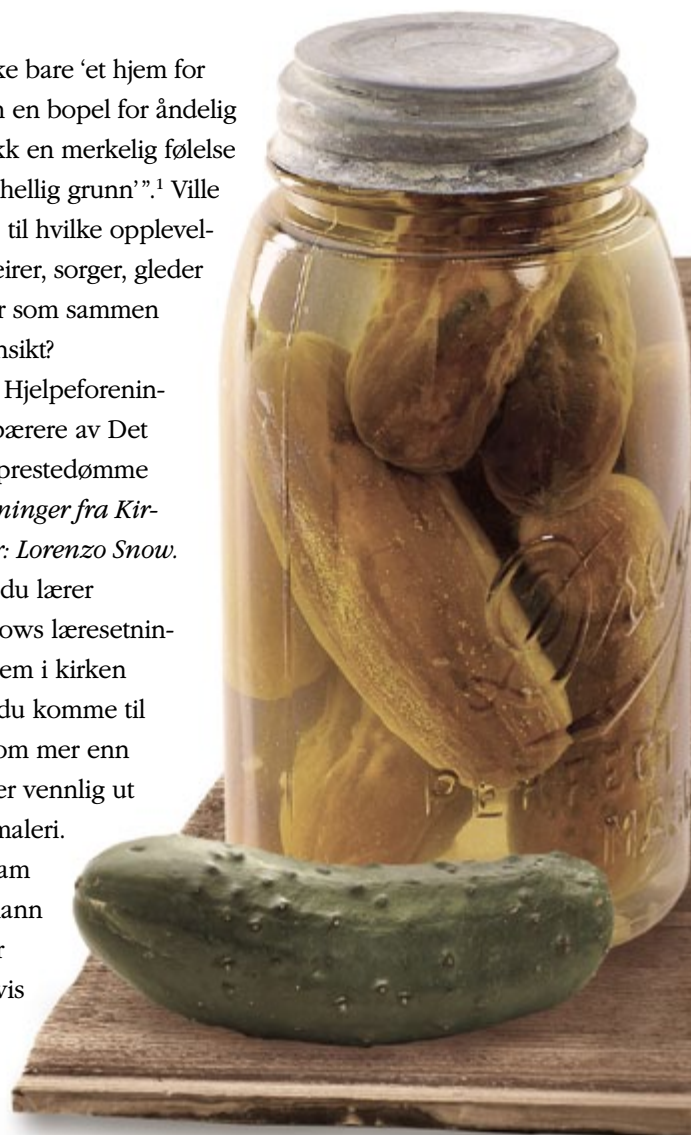 ke bare ‘et hjem for
n en bopel for åndelig
kk en merkelig følelse
hellig grunn’”.¹ Ville
til hvilke opplevel-
eirer, sorger, gleder
r som sammen
nsikt?
Hjelpeforenin-
bærere av Det
prestedømme
ninger fra Kir-
r: Lorenzo Snow.
du lærer
ows læresetnin-
em i kirken
du komme til
om mer enn
er vennlig ut
maleri.
am
ann
r
vis
PERFECT
MA